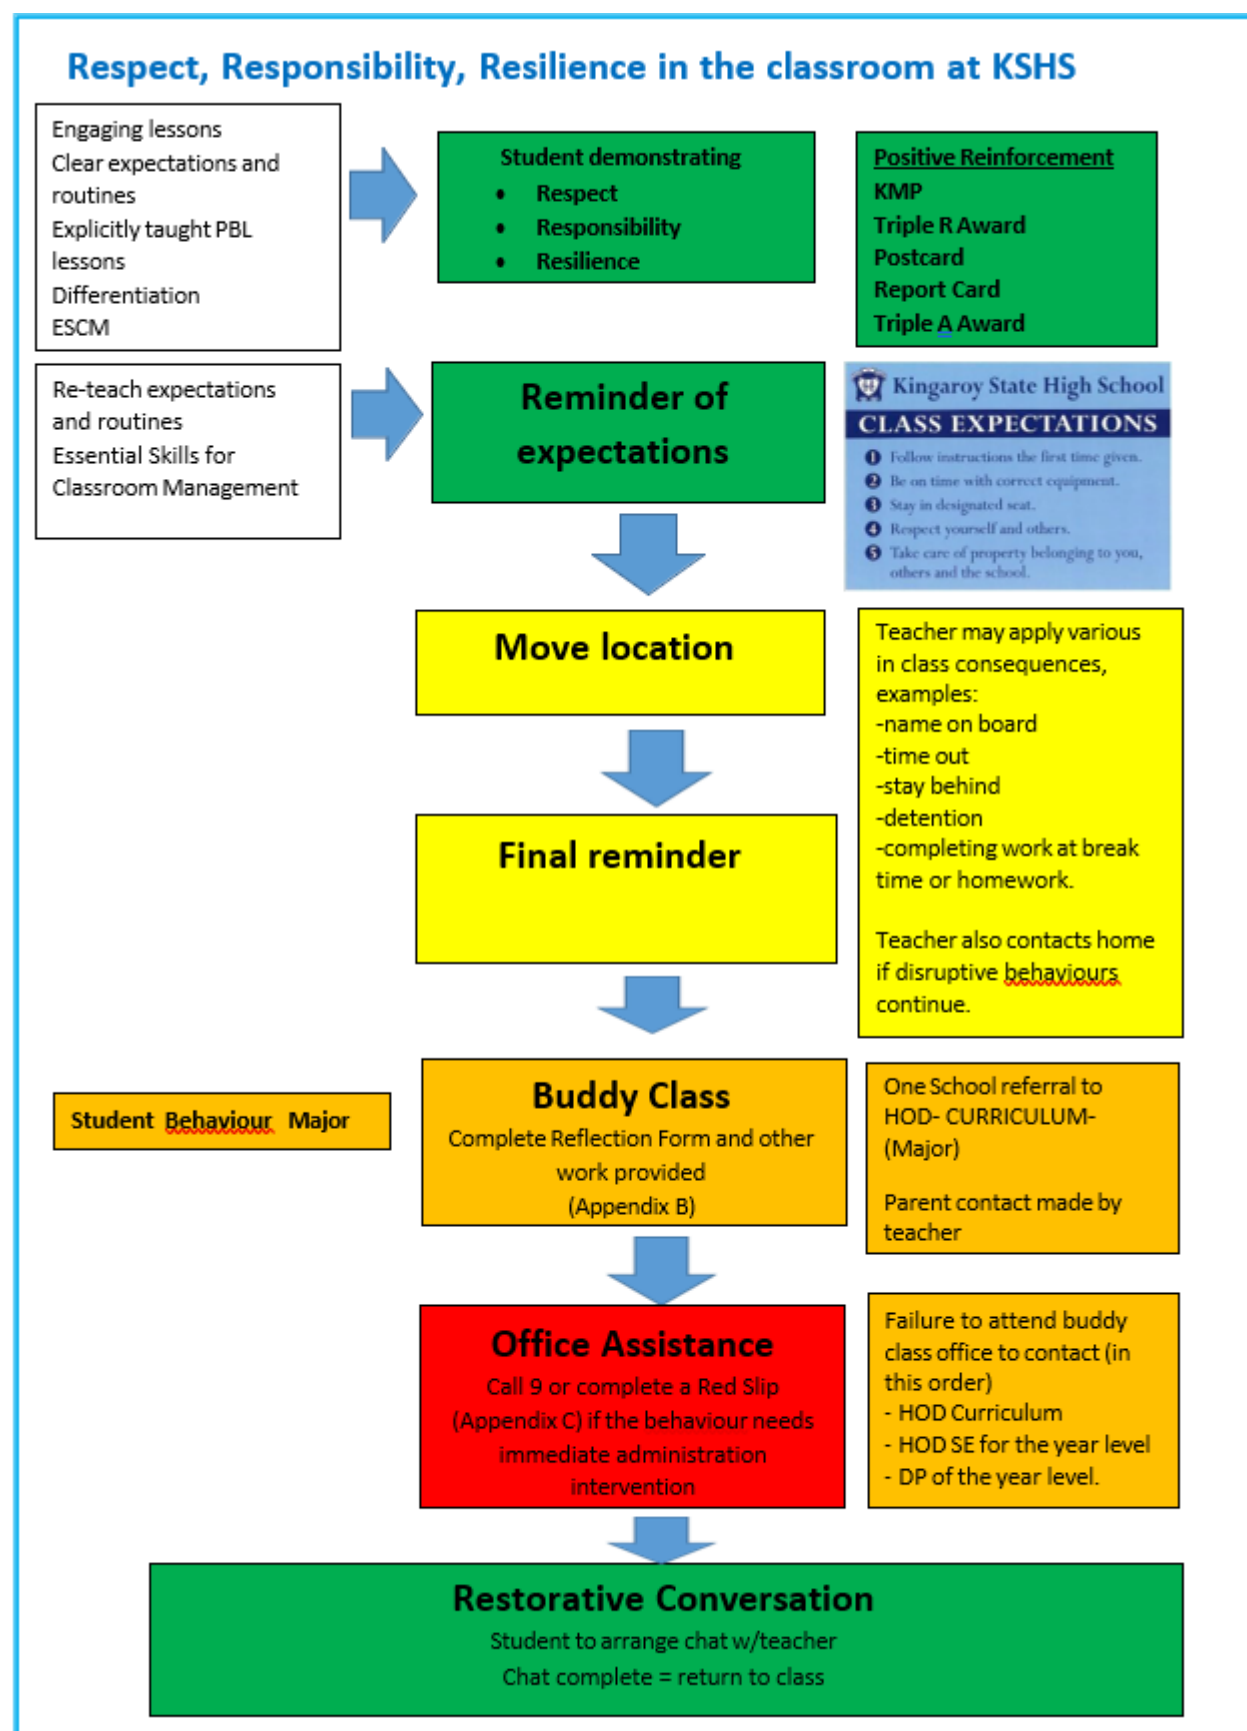 Respect, Responsibility, Resilience in the classroom at KSHS
Engaging lessons
Clear expectations and
routines
Explicitly taught PBL
lessons
Differentiation
ESCM
Student demonstrating
• Respect
• Responsibility
• Resilience
Positive Reinforcement
KMP
Triple R Award
Postcard
Report Card
Triple A Award
Re-teach expectations
and routines
Essential Skills for
Classroom Management
Reminder of
expectations
Kingaroy State High School
CLASS EXPECTATIONS
1 Follow instructions the first time given.
2 Be on time with correct equipment.
3 Stay in designated seat.
4 Respect yourself and others.
5 Take care of property belonging to you,
others and the school.
Move location
Teacher may apply various
in class consequences,
examples:
-name on board
-time out
-stay behind
-detention
-completing work at break
time or homework.
Teacher also contacts home
if disruptive behaviours
continue.
Final reminder
Student Behaviour Major
Buddy Class
Complete Reflection Form and other
work provided
(Appendix B)
One School referral to
HOD- CURRICULUM-
(Major)
Parent contact made by
teacher
Office Assistance
Call 9 or complete a Red Slip
(Appendix C) if the behaviour needs
immediate administration
intervention
Failure to attend buddy
class office to contact (in
this order)
- HOD Curriculum
- HOD SE for the year level
- DP of the year level.
Restorative Conversation
Student to arrange chat w/teacher
Chat complete = return to class